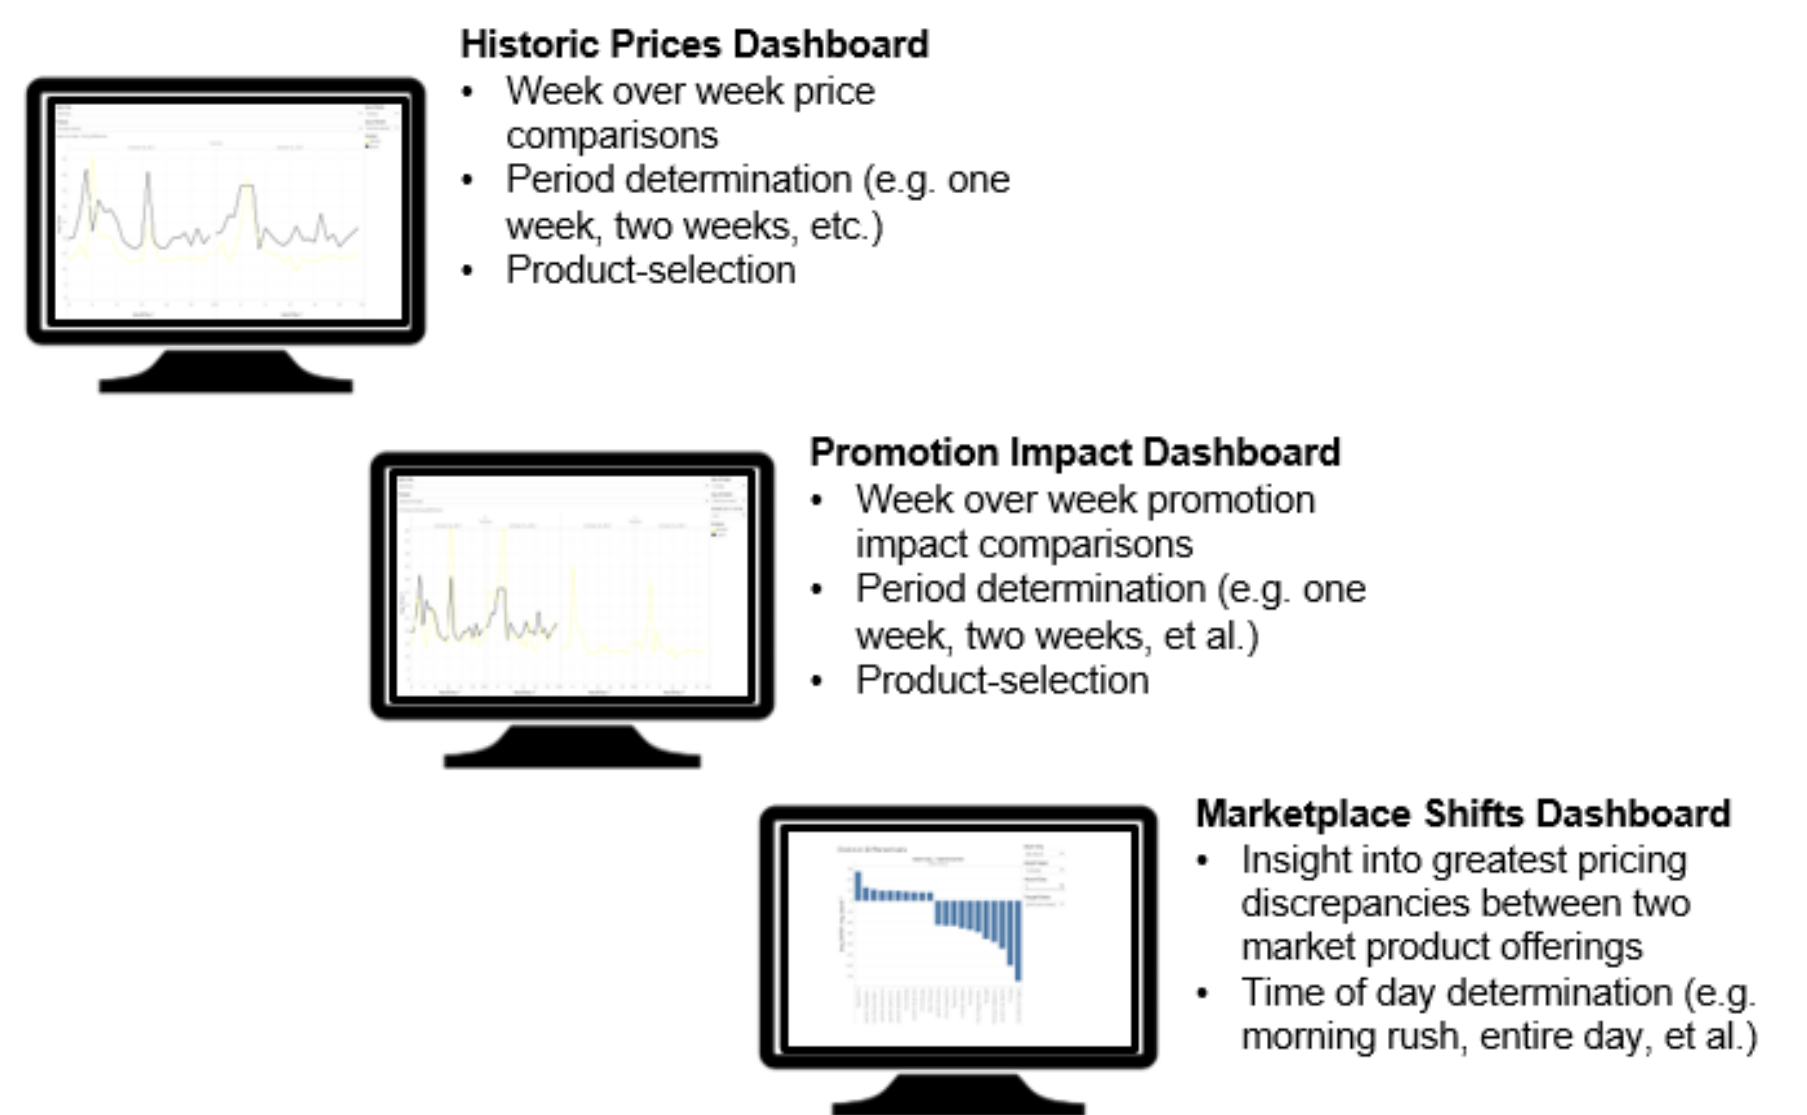 Historic Prices Dashboard
• Week over week price
comparisons
• Period determination (e.g. one
week, two weeks, etc.)
• Product-selection
Promotion Impact Dashboard
• Week over week promotion
impact comparisons
• Period determination (e.g. one
week, two weeks, et al.)
• Product-selection
Marketplace Shifts Dashboard
• Insight into greatest pricing
discrepancies between two
market product offerings
• Time of day determination (e.g.
morning rush, entire day, et al.)